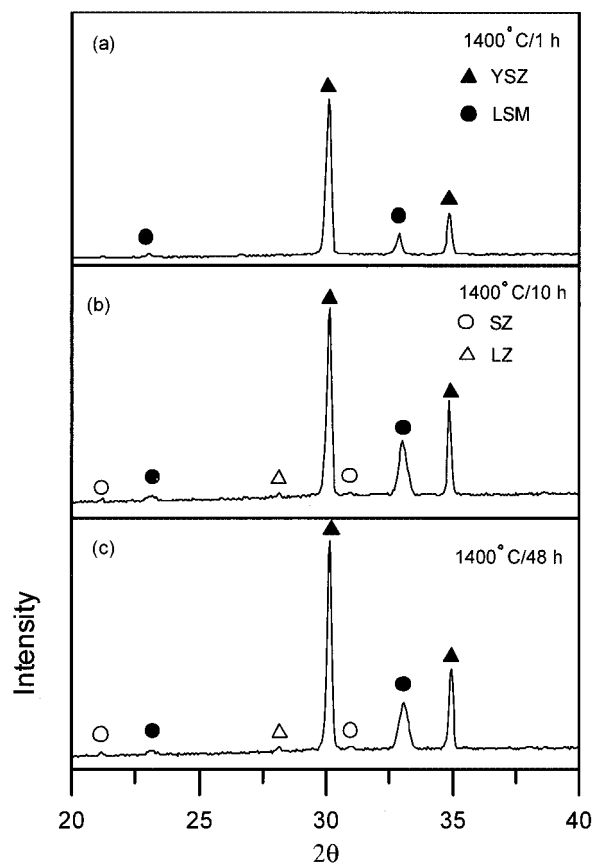 (a)
1400°C/1 h
YSZ
LSM
(b)
1400°C/10 h
SZ
LZ
(c)
1400°C/48 h
Intensity
20 25 30 35 40
2θ